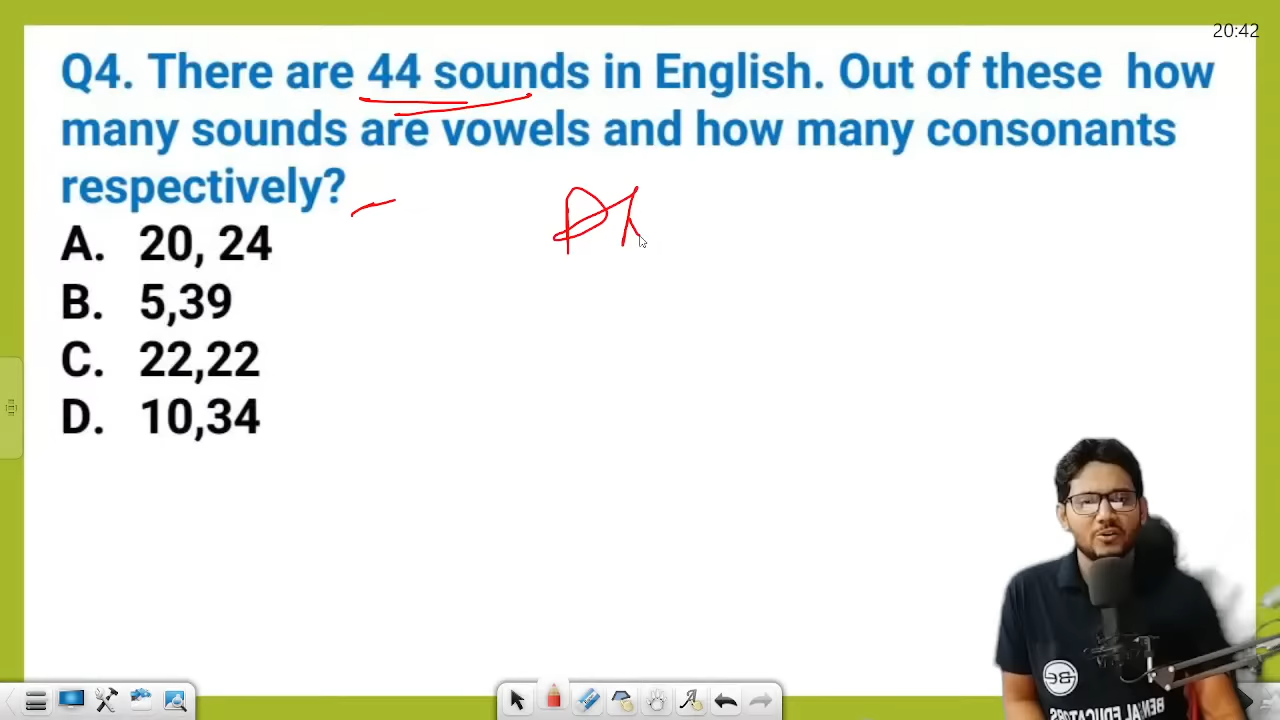 20:42
Q4. There are 44 sounds in English. Out of these how
many sounds are vowels and how many consonants
respectively?
A. 20, 24
B. 5,39
C. 22,22
D. 10,34